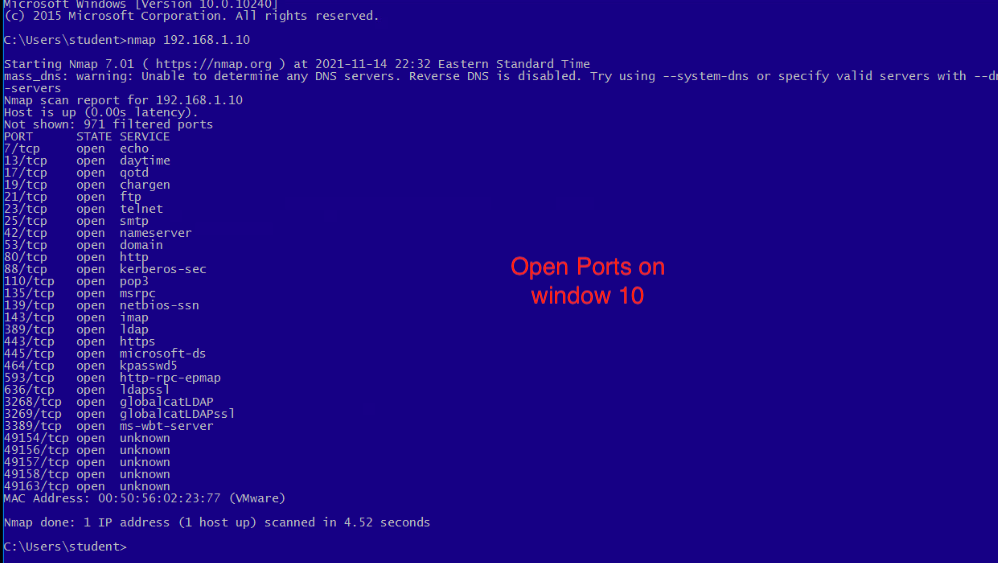 Microsoft Windows [Version 10.0.10240]
(c) 2015 Microsoft Corporation. All rights reserved.
C:\Users\student>nmap 192.168.1.10
Starting Nmap 7.01 ( https://nmap.org ) at 2021-11-14 22:32 Eastern Standard Time
mass_dns: warning: Unable to determine any DNS servers. Reverse DNS is disabled. Try using --system-dns or specify valid servers with --dn
-servers
Nmap scan report for 192.168.1.10
Host is up (0.00s latency).
Not shown: 971 filtered ports
PORT STATE SERVICE
7/tcp open echo
13/tcp open daytime
17/tcp open qotd
19/tcp open chargen
21/tcp open ftp
23/tcp open telnet
25/tcp open smtp
42/tcp open nameserver
53/tcp open domain
80/tcp open http
88/tcp open kerberos-sec
110/tcp open pop3
135/tcp open msrpc
139/tcp open netbios-ssn
143/tcp open imap
389/tcp open ldap
443/tcp open https
445/tcp open microsoft-ds
464/tcp open kpasswd5
593/tcp open http-rpc-epmap
636/tcp open ldapssl
3268/tcp open globalcatLDAP
3269/tcp open globalcatLDAPssl
3389/tcp open ms-wbt-server
49154/tcp open unknown
49156/tcp open unknown
49157/tcp open unknown
49158/tcp open unknown
49163/tcp open unknown
MAC Address: 00:50:56:02:23:77 (VMware)
Nmap done: 1 IP address (1 host up) scanned in 4.52 seconds
C:\Users\student>
Open Ports on
window 10